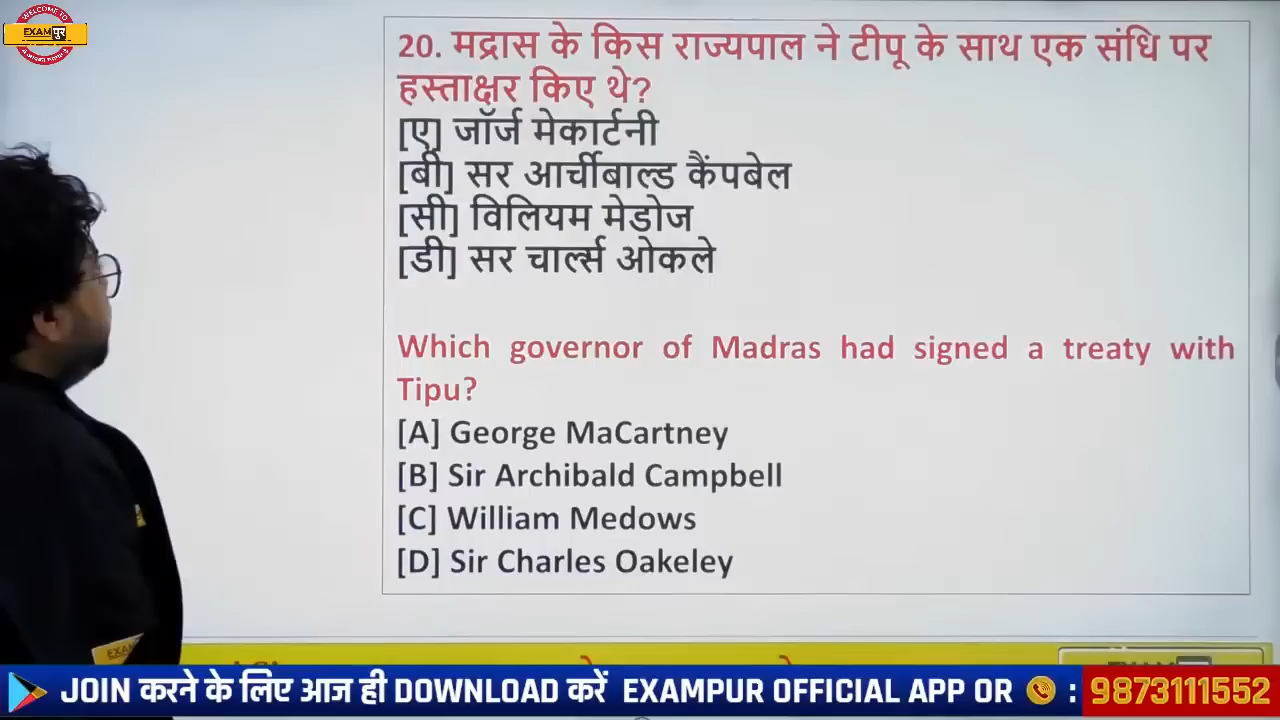 WELCOME TO
EXAMपुर
20. मद्रास के किस राज्यपाल ने टीपू के साथ एक संधि पर
हस्ताक्षर किए थे?
[ए] जॉर्ज मेकार्टनी
[बी] सर आर्चीबाल्ड कैंपबेल
[सी] विलियम मेडोज
[डी] सर चार्ल्स ओकले
Which governor of Madras had signed a treaty with
Tipu?
[A] George MaCartney
[B] Sir Archibald Campbell
[C] William Medows
[D] Sir Charles Oakeley
JOIN करने के लिए आज ही DOWNLOAD करें EXAMPUR OFFICIAL APP OR : 9873111552